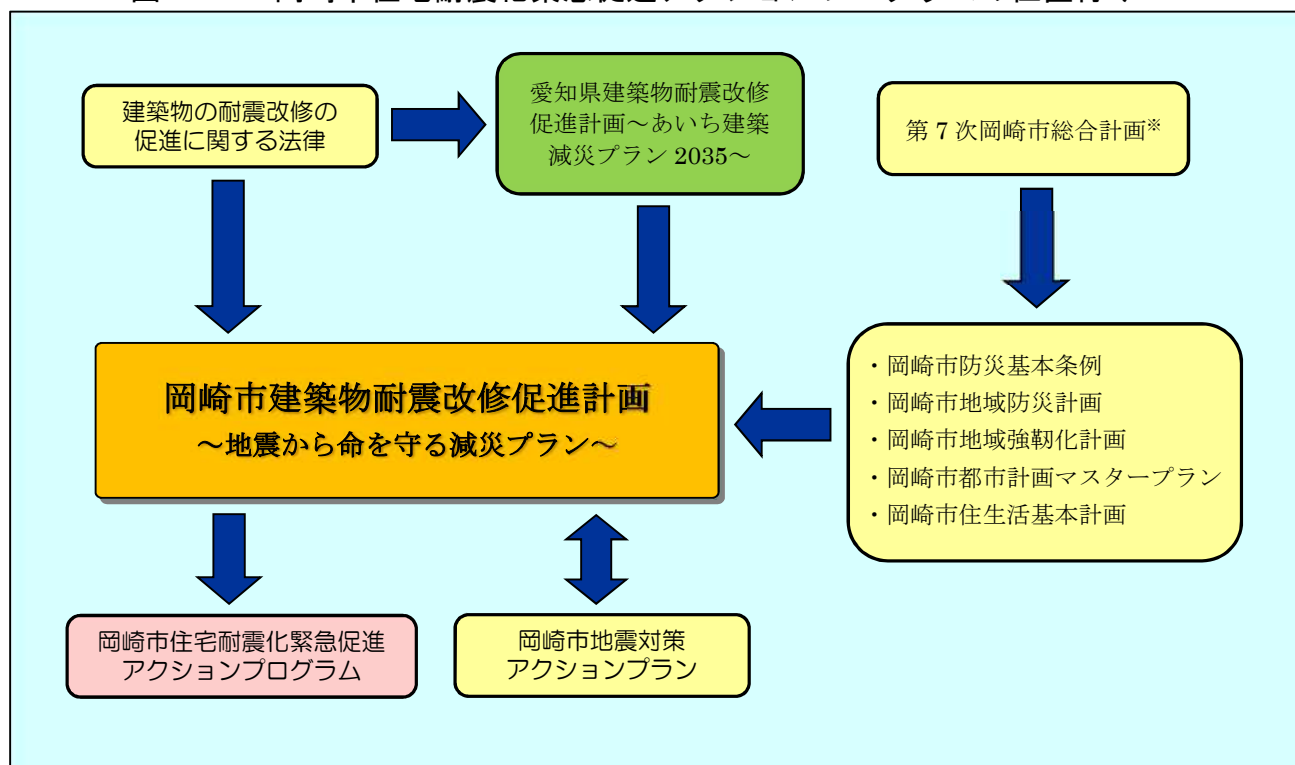 建築物の耐震改修の
促進に関する法律
愛知県建築物耐震改修
促進計画～あいち建築
減災プラン 2035～
第 7 次岡崎市総合計画※
岡崎市建築物耐震改修促進計画
～地震から命を守る減災プラン～
・岡崎市防災基本条例
・岡崎市地域防災計画
・岡崎市地域強靭化計画
・岡崎市都市計画マスタープラン
・岡崎市住生活基本計画
岡崎市住宅耐震化緊急促進
アクションプログラム
岡崎市地震対策
アクションプラン